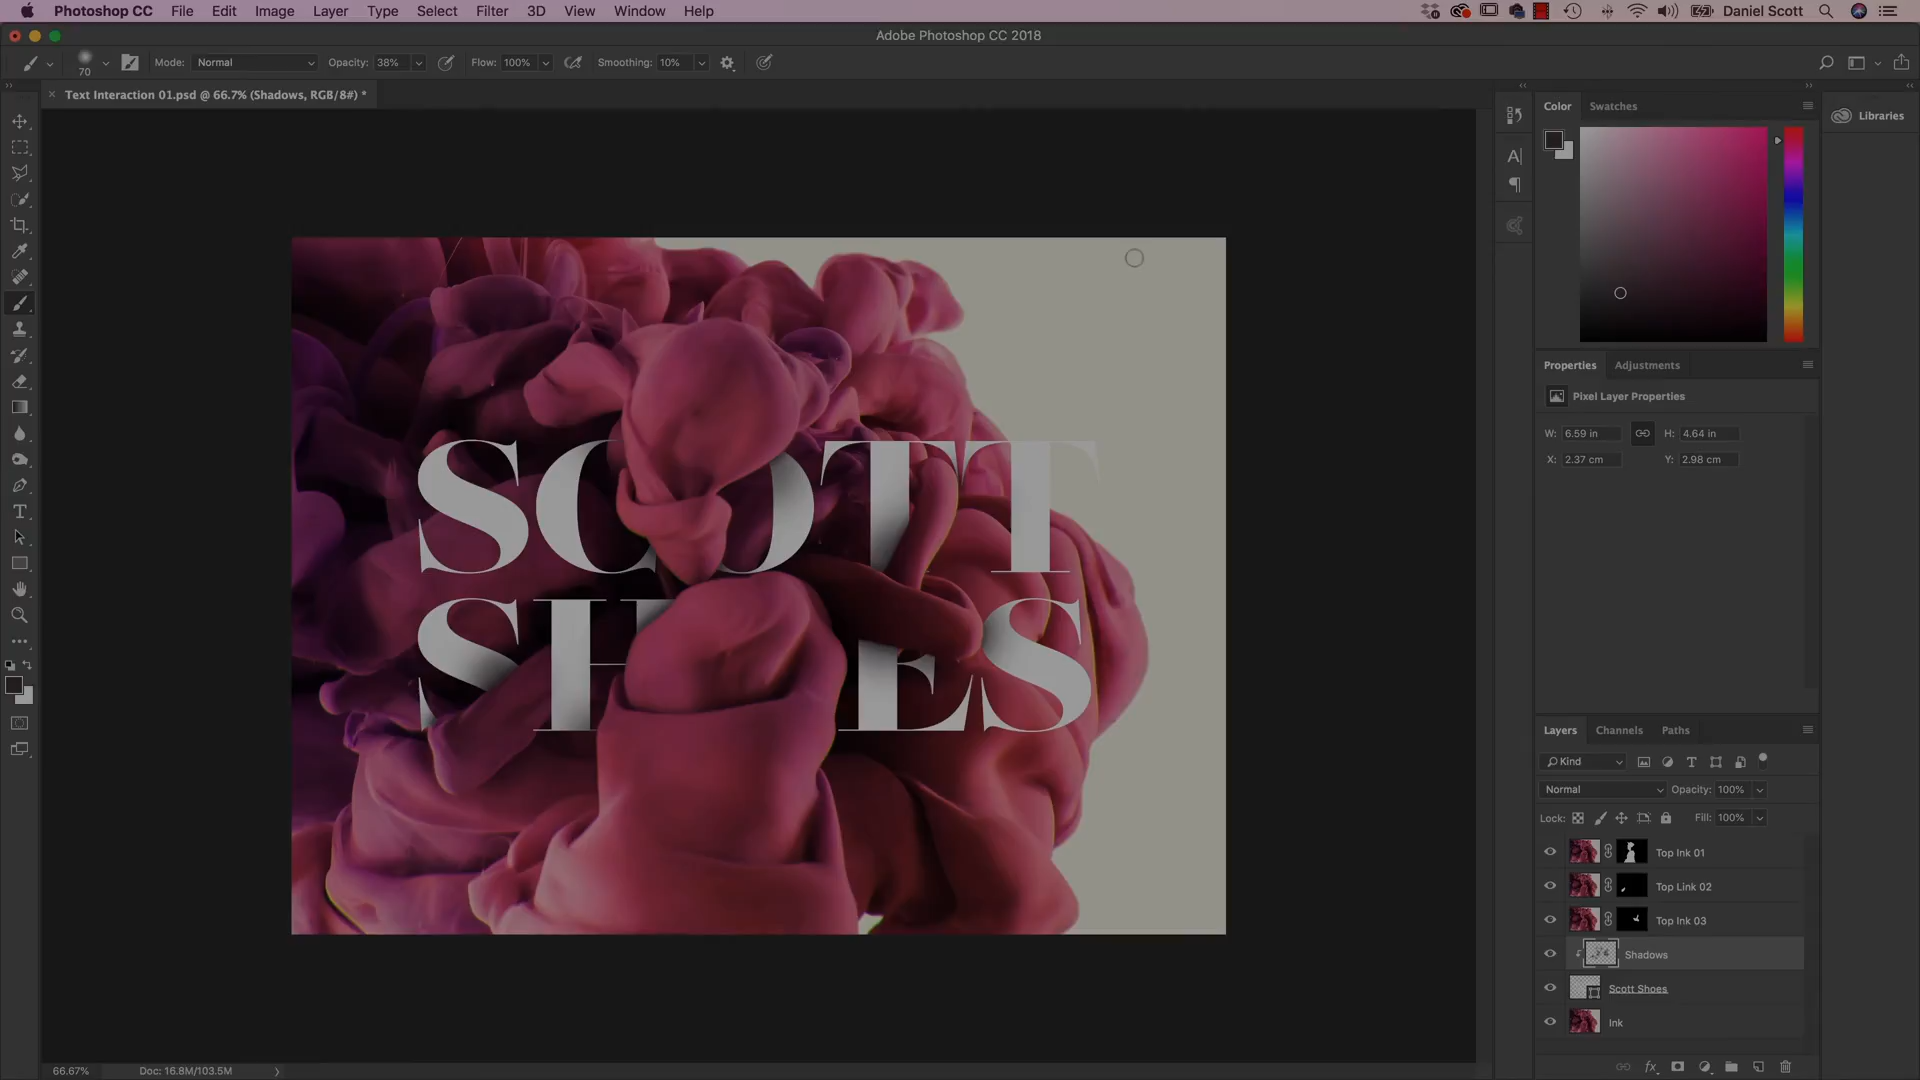 Photoshop CC File Edit Image Layer Type Select Filter 3D View Window Help Daniel Scott
Adobe Photoshop CC 2018
70 Mode: Normal Opacity: 38% Flow: 100% Smoothing: 10%
× Text Interaction 01.psd @ 66.7% (Shadows, RGB/8#) *
Color Swatches
Libraries
SCOTT
SHOES
Properties Adjustments
Pixel Layer Properties
W: 6.59 in H: 4.64 in
X: 2.37 cm Y: 2.98 cm
Layers Channels Paths
Kind
Normal Opacity: 100%
Lock: Fill: 100%
Top Ink 01
Top Link 02
Top Ink 03
Shadows
Scott Shoes
Ink
66.67% Doc: 16.8M/103.5M